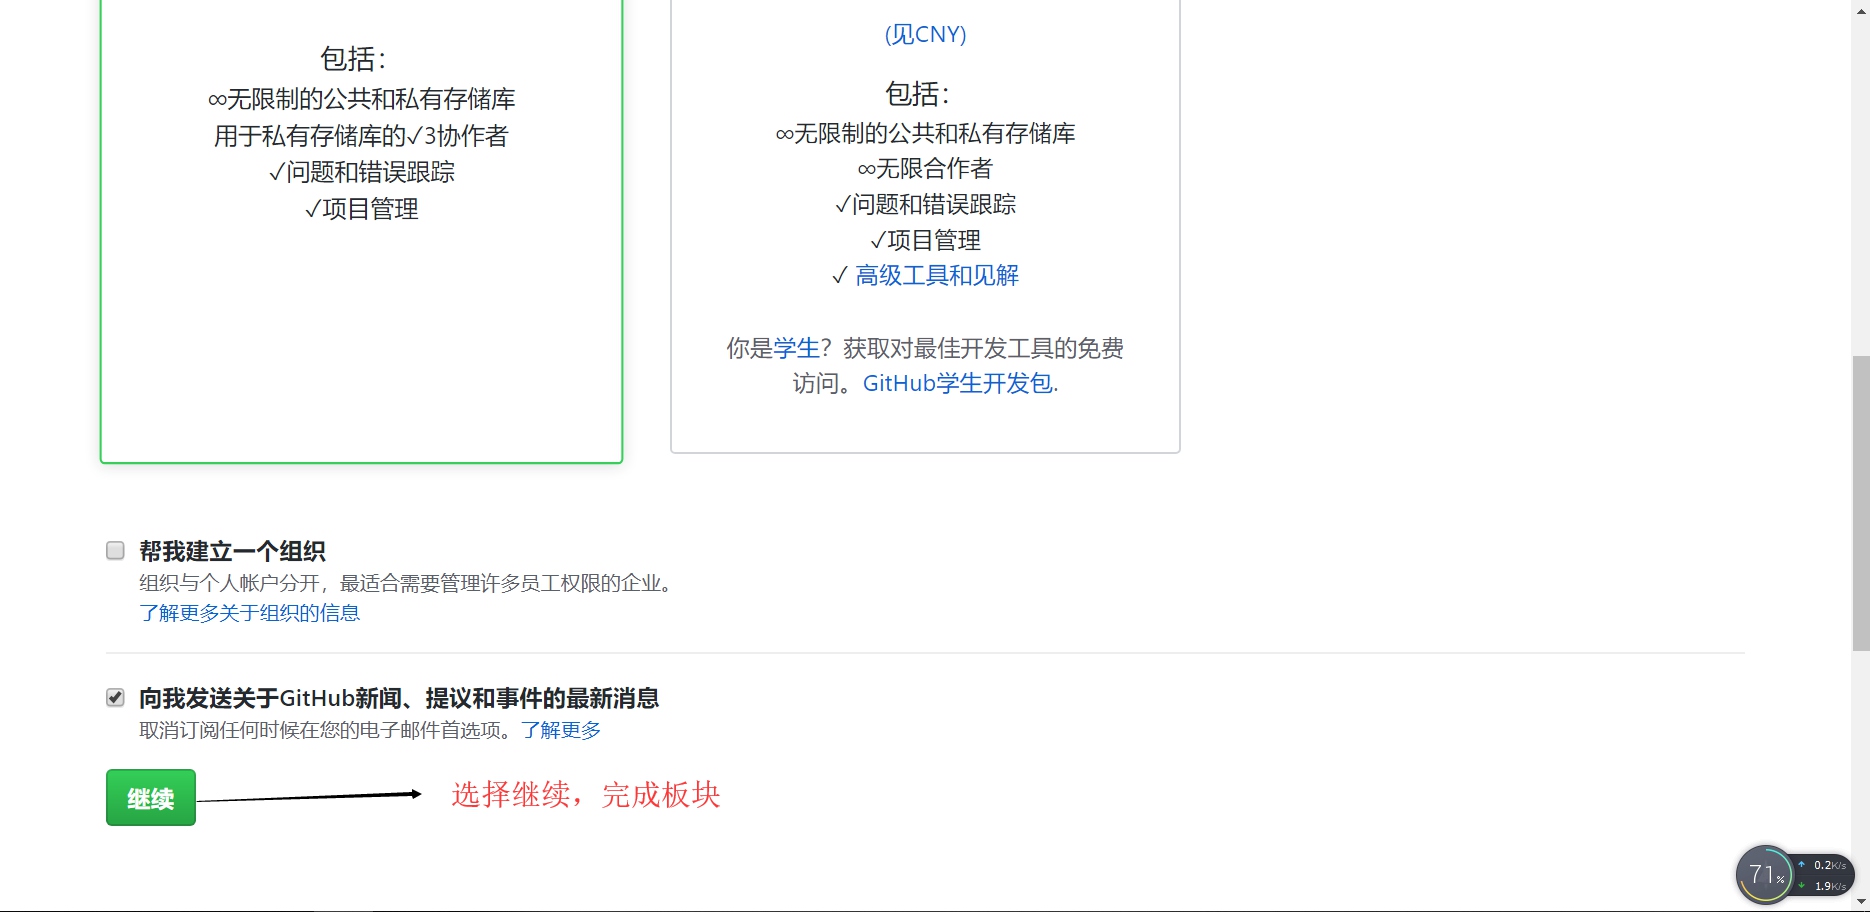 包括：
∞无限制的公共和私有存储库
用于私有存储库的✓3协作者
✓问题和错误跟踪
✓项目管理
(见CNY)
包括：
∞无限制的公共和私有存储库
∞无限合作者
✓问题和错误跟踪
✓项目管理
✓ 高级工具和见解
你是学生？获取对最佳开发工具的免费
访问。GitHub学生开发包.
帮我建立一个组织
组织与个人帐户分开，最适合需要管理许多员工权限的企业。
了解更多关于组织的信息
向我发送关于GitHub新闻、提议和事件的最新消息
取消订阅任何时候在您的电子邮件首选项。了解更多
继续
选择继续，完成板块
71%
0.2K/s
1.9K/s